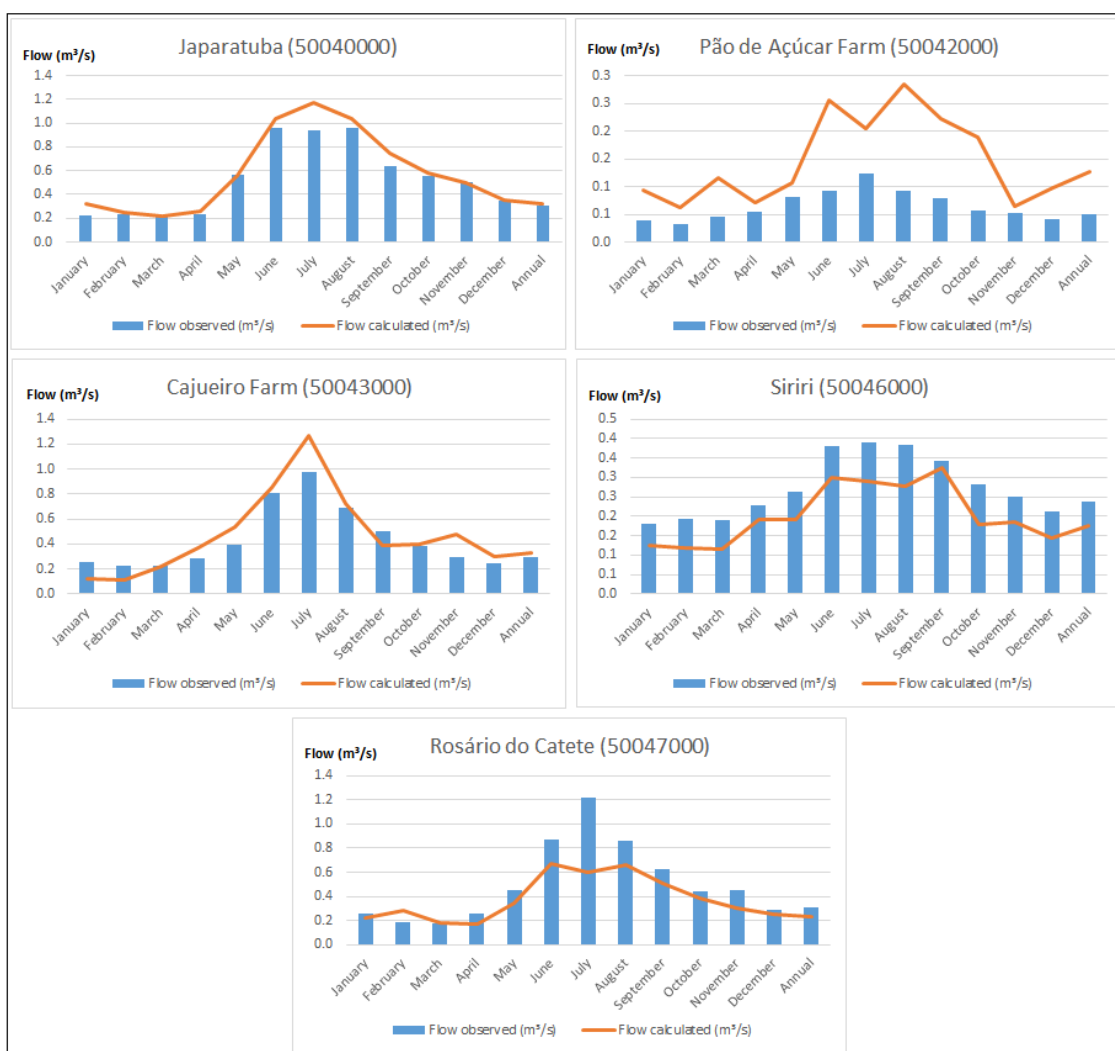 Japaratuba (50040000)
Flow (m³/s)
1.4
1.2
1.0
0.8
0.6
0.4
0.2
0.0
January
February
March
April
May
June
July
August
September
October
November
December
Annual
Flow observed (m³/s) Flow calculated (m³/s)
Pão de Açúcar Farm (50042000)
Flow (m³/s)
0.3
0.3
0.2
0.2
0.1
0.1
0.0
January
February
March
April
May
June
July
August
September
October
November
December
Annual
Flow observed (m³/s) Flow calculated (m³/s)
Cajueiro Farm (50043000)
Flow (m³/s)
1.4
1.2
1.0
0.8
0.6
0.4
0.2
0.0
January
February
March
April
May
June
July
August
September
October
November
December
Annual
Flow observed (m³/s) Flow calculated (m³/s)
Siriri (50046000)
Flow (m³/s)
0.5
0.4
0.4
0.3
0.3
0.2
0.2
0.1
0.1
0.0
January
February
March
April
May
June
July
August
September
October
November
December
Annual
Flow observed (m³/s) Flow calculated (m³/s)
Rosário do Catete (50047000)
Flow (m³/s)
1.4
1.2
1.0
0.8
0.6
0.4
0.2
0.0
January
February
March
April
May
June
July
August
September
October
November
December
Annual
Flow observed (m³/s) Flow calculated (m³/s)